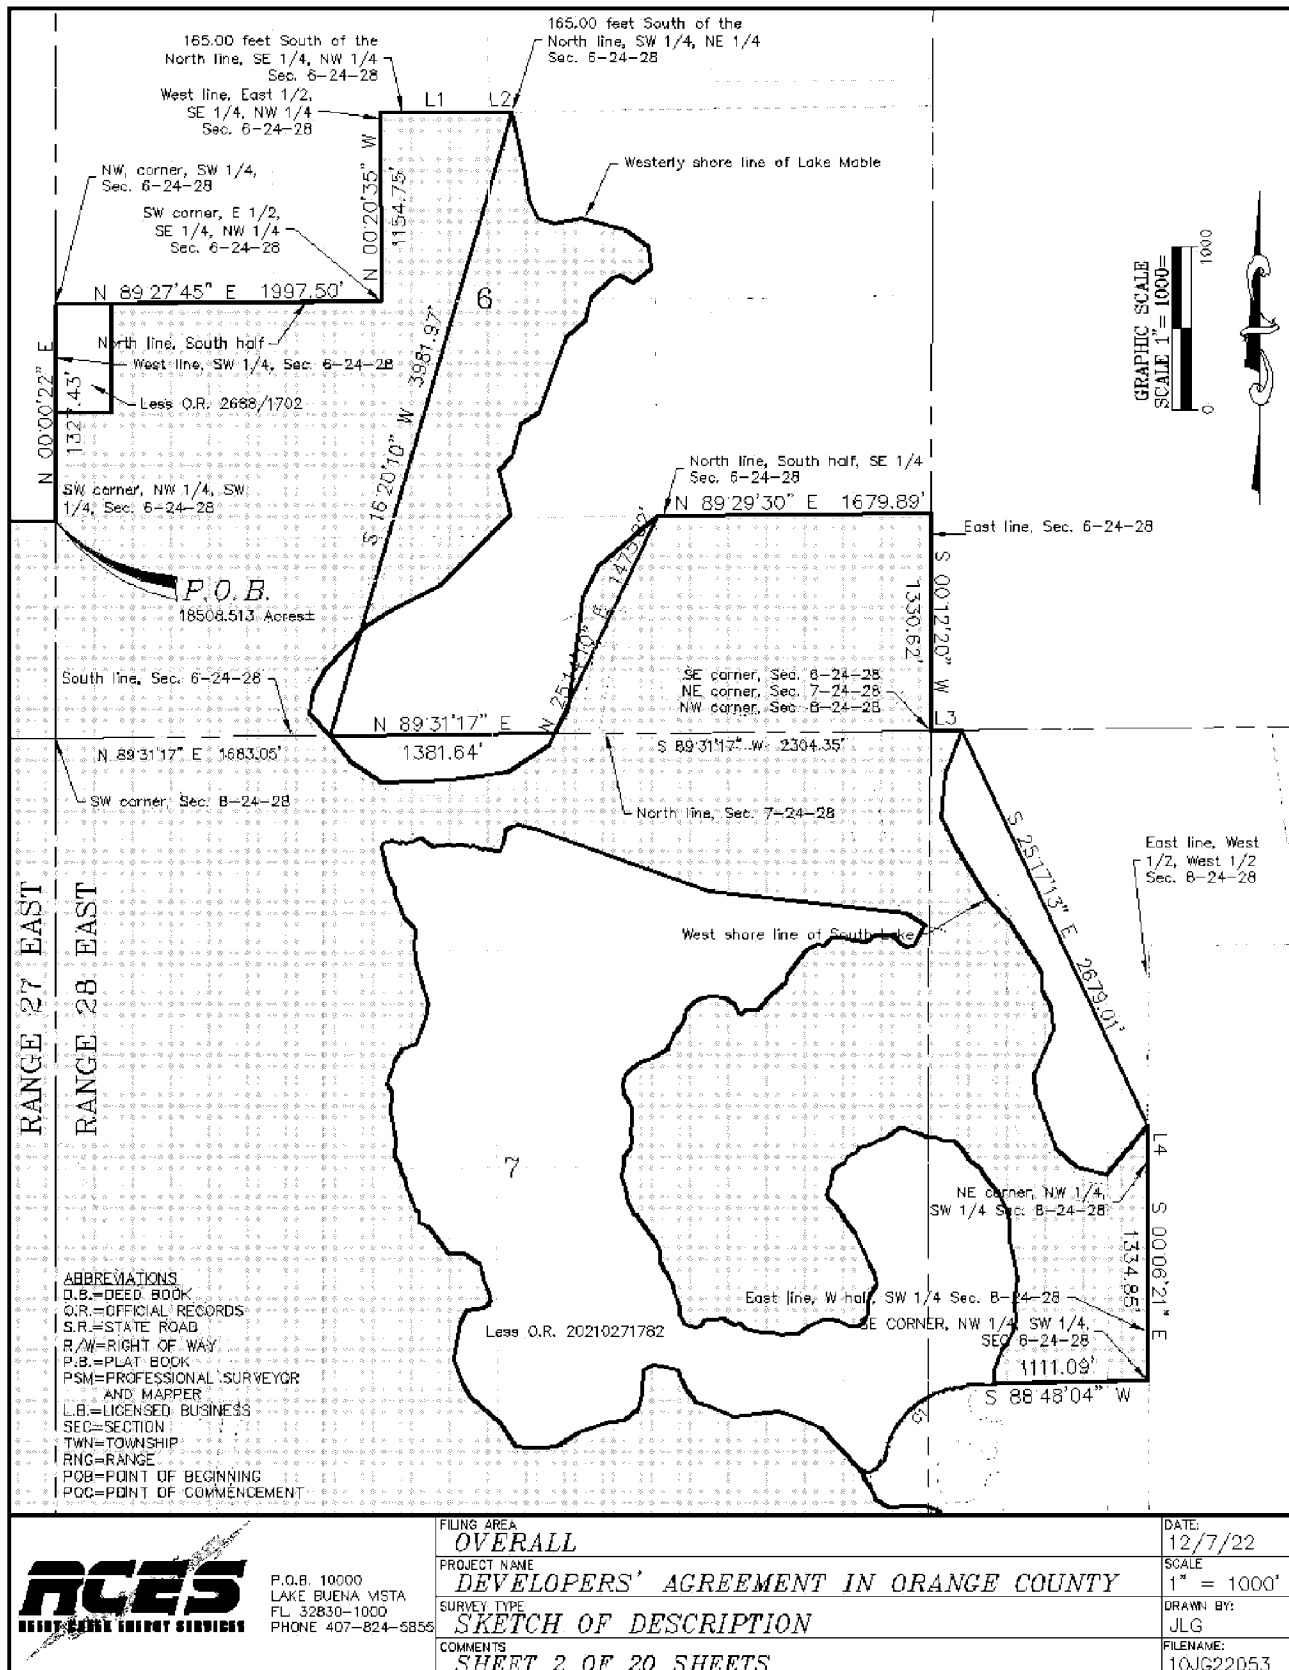 165.00 feet South of the
North line, SE 1/4, NW 1/4
Sec. 6-24-28
165.00 feet South of the
North line, SW 1/4, NE 1/4
Sec. 6-24-28
West line, East 1/2,
SE 1/4, NW 1/4
Sec. 6-24-28
L1
L2
NW, corner, SW 1/4,
Sec. 6-24-28
SW corner, E 1/2,
SE 1/4, NW 1/4
Sec. 6-24-28
N 00°20'35" W
1154.75'
Westerly shore line of Lake Mable
N 89°27'45" E 1997.50'
6
North line, South half
West line, SW 1/4, Sec. 6-24-28
Less O.R. 2688/1702
N 00°00'22" E
1327.43'
S 16°20'10" W 3981.97'
GRAPHIC SCALE
SCALE 1"= 1000=
0
1000
SW corner, NW 1/4, SW
1/4, Sec. 6-24-28
North line, South half, SE 1/4
Sec. 6-24-28
N 89°29'30" E 1679.89'
East line, Sec. 6-24-28
P.O.B.
18508.513 Acres±
S 00°12'20" W
1330.62'
South line, Sec. 6-24-28
SE corner, Sec. 6-24-28
NE corner, Sec. 7-24-28
NW corner, Sec. 8-24-28
L3
N 89°31'17" E
1381.64'
N 89°31'17" E 1683.05'
S 89°31'17" W 2304.35'
SW corner, Sec. 8-24-28
North line, Sec. 7-24-28
East line, West
1/2, West 1/2
Sec. 8-24-28
S 25°17'13" E 2679.01'
West shore line of South Lake
RANGE 27 EAST
RANGE 28 EAST
7
L4
NE corner, NW 1/4,
SW 1/4 Sec. 8-24-28
S 00°06'21" E
1334.85'
East line, W half, SW 1/4 Sec. 8-24-28
SE CORNER, NW 1/4, SW 1/4,
SEC 6-24-28
1111.09'
S 88°48'04" W
Less O.R. 20210271782
ABBREVIATIONS
D.B.=DEED BOOK
O.R.=OFFICIAL RECORDS
S.R.=STATE ROAD
R/W=RIGHT OF WAY
P.B.=PLAT BOOK
PSM=PROFESSIONAL SURVEYOR
AND MAPPER
L.B.=LICENSED BUSINESS
SEC=SECTION
TWN=TOWNSHIP
RNG=RANGE
POB=POINT OF BEGINNING
POC=POINT OF COMMENCEMENT
RCES
REEDY CREEK ENERGY SERVICES
P.O.B. 10000
LAKE BUENA VISTA
FL 32830-1000
PHONE 407-824-5855
FILING AREA
OVERALL
PROJECT NAME
DEVELOPERS' AGREEMENT IN ORANGE COUNTY
SURVEY TYPE
SKETCH OF DESCRIPTION
COMMENTS
SHEET 2 OF 20 SHEETS
DATE:
12/7/22
SCALE
1" = 1000'
DRAWN BY:
JLG
FILENAME:
10JG22053